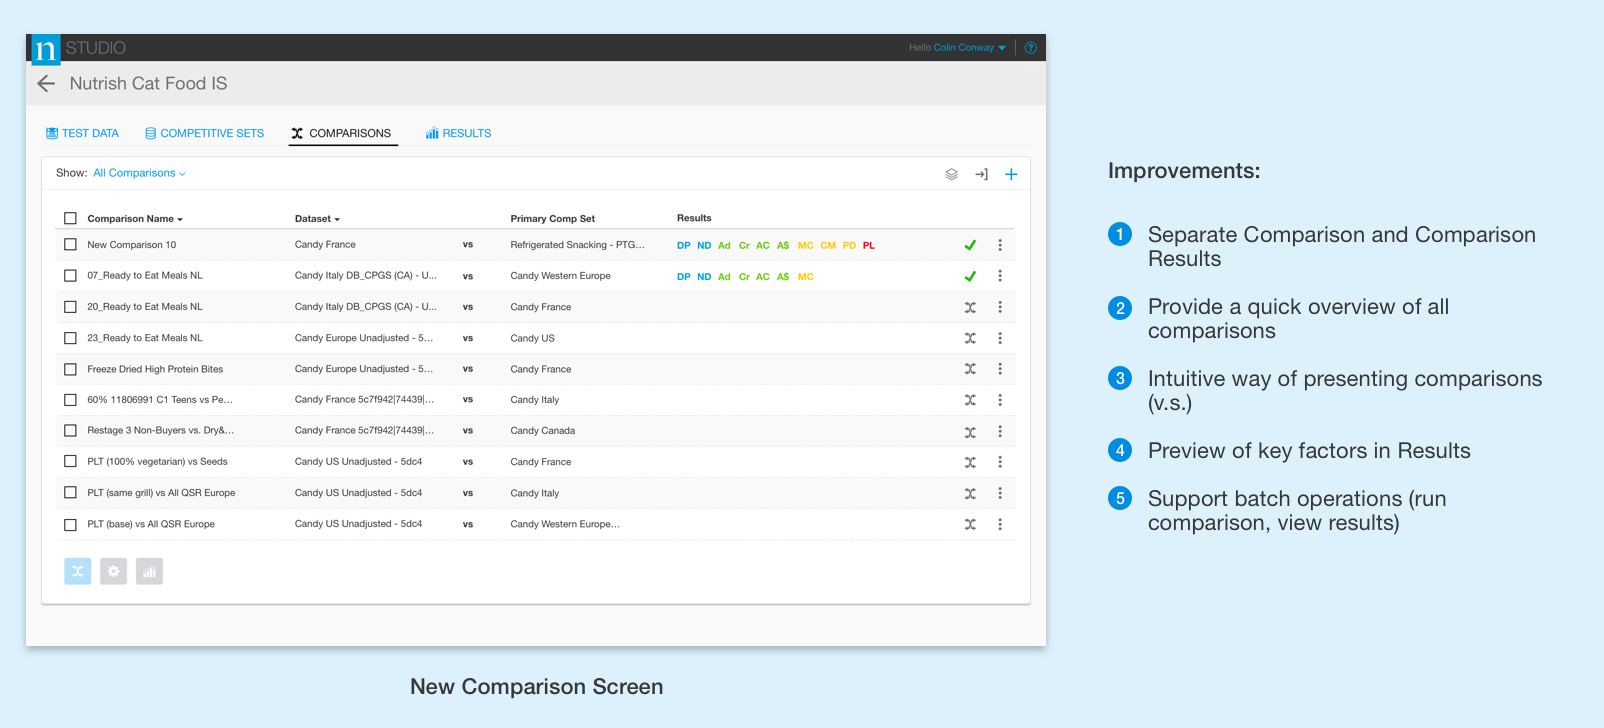 n STUDIO
Hello Colin Conway ?
Nutrish Cat Food IS
TEST DATA COMPETITIVE SETS COMPARISONS RESULTS
Show: All Comparisons
Comparison Name Dataset Primary Comp Set Results
New Comparison 10 Candy France vs Refrigerated Snacking - PTG... DP ND Ad Cr AC A$ MC CM PD PL
07_Ready to Eat Meals NL Candy Italy DB_CPGS (CA) - U... vs Candy Western Europe DP ND Ad Cr AC A$ MC
20_Ready to Eat Meals NL Candy Italy DB_CPGS (CA) - U... vs Candy France
23_Ready to Eat Meals NL Candy Europe Unadjusted - 5... vs Candy US
Freeze Dried High Protein Bites Candy Europe Unadjusted - 5... vs Candy France
60% 11806991 C1 Teens vs Pe... Candy France 5c7f942|74439|... vs Candy Italy
Restage 3 Non-Buyers vs. Dry&... Candy France 5c7f942|74439|... vs Candy Canada
PLT (100% vegetarian) vs Seeds Candy US Unadjusted - 5dc4 vs Candy France
PLT (same grill) vs All QSR Europe Candy US Unadjusted - 5dc4 vs Candy Italy
PLT (base) vs All QSR Europe Candy US Unadjusted - 5dc4 vs Candy Western Europe...
New Comparison Screen
Improvements:
1 Separate Comparison and Comparison
Results
2 Provide a quick overview of all
comparisons
3 Intuitive way of presenting comparisons
(v.s.)
4 Preview of key factors in Results
5 Support batch operations (run
comparison, view results)